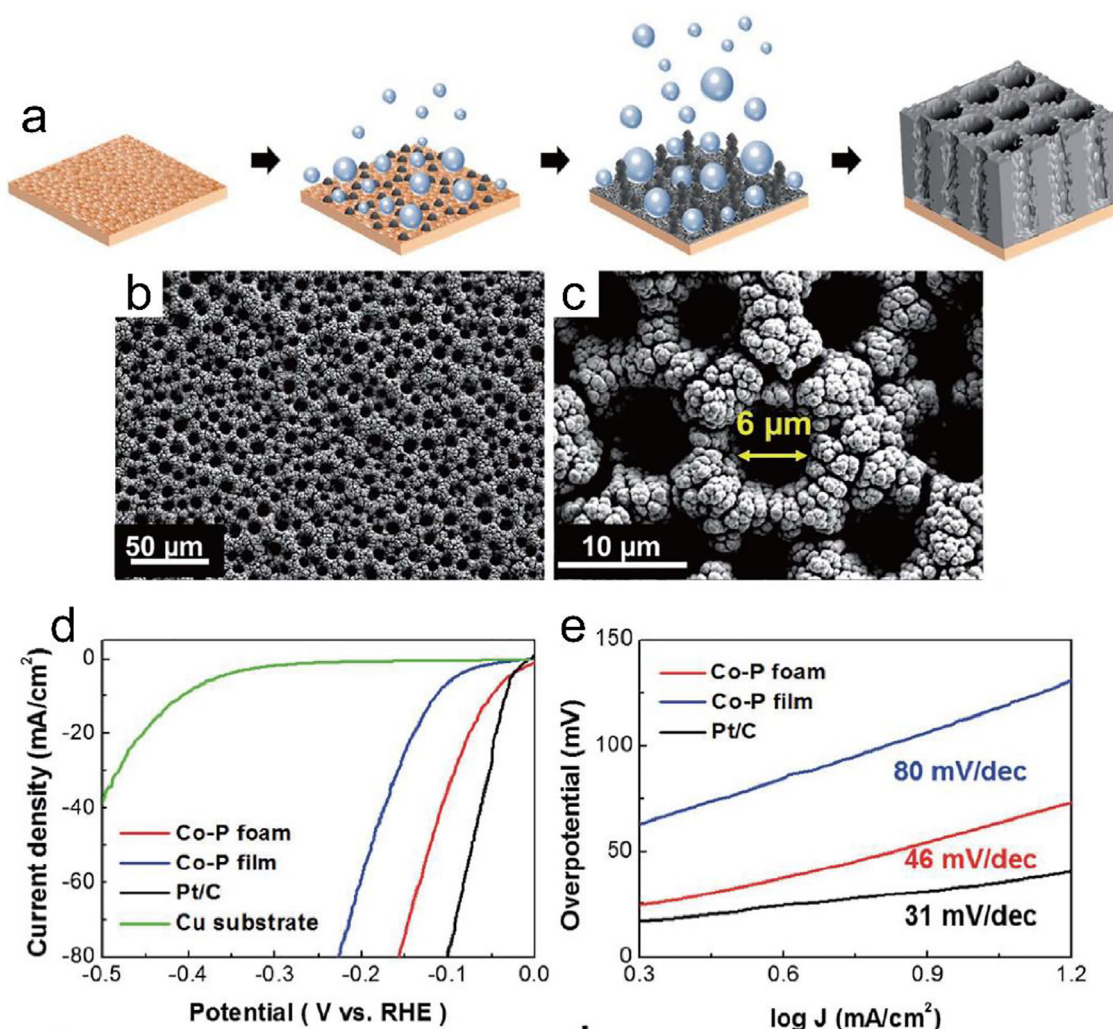 a
b
c
50 μm
6 μm
10 μm
d
Current density (mA/cm²)
0
-20
-40
-60
-80
Co-P foam
Co-P film
Pt/C
Cu substrate
-0.5
-0.4
-0.3
-0.2
-0.1
0.0
Potential ( V vs. RHE )
e
Overpotential (mV)
150
100
50
0
Co-P foam
Co-P film
Pt/C
80 mV/dec
46 mV/dec
31 mV/dec
0.3
0.6
0.9
1.2
log J (mA/cm²)